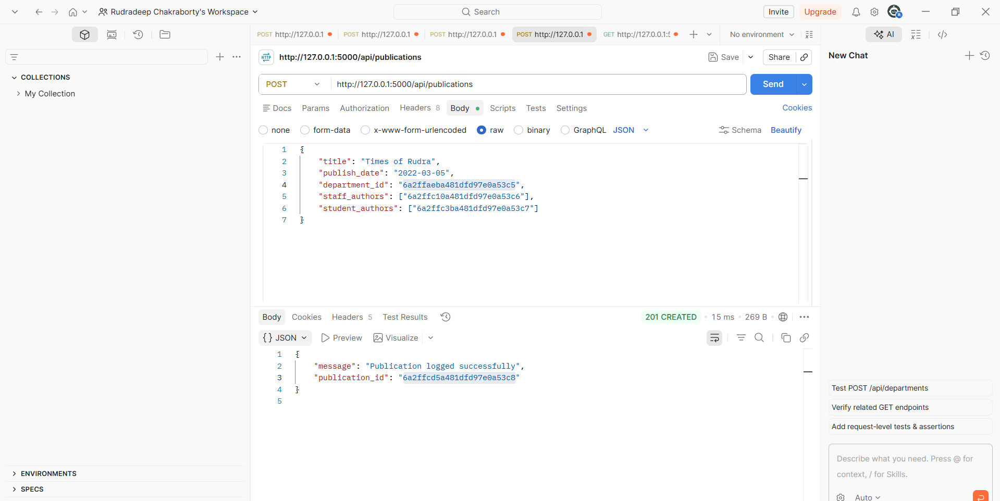 Rudradeep Chakraborty's Workspace
Search
Invite
Upgrade
POST http://127.0.0.1
POST http://127.0.0.1
POST http://127.0.0.1
POST http://127.0.0.1
GET http://127.0.0.1:5
No environment
AI
HTTP http://127.0.0.1:5000/api/publications
Save
Share
New Chat
COLLECTIONS
My Collection
POST http://127.0.0.1:5000/api/publications
Send
Docs Params Authorization Headers 8 Body Scripts Tests Settings
Cookies
none form-data x-www-form-urlencoded raw binary GraphQL JSON
Schema Beautify
1 {
2 "title": "Times of Rudra",
3 "publish_date": "2022-03-05",
4 "department_id": "6a2ffaeba481dfd97e0a53c5",
5 "staff_authors": ["6a2ffc10a481dfd97e0a53c6"],
6 "student_authors": ["6a2ffc3ba481dfd97e0a53c7"]
7 }
Body Cookies Headers 5 Test Results
201 CREATED • 15 ms • 269 B
{} JSON Preview Visualize
1 {
2 "message": "Publication logged successfully",
3 "publication_id": "6a2ffcd5a481dfd97e0a53c8"
4 }
5
Test POST /api/departments
Verify related GET endpoints
Add request-level tests & assertions
Describe what you need. Press @ for
context, / for Skills.
Auto
ENVIRONMENTS
SPECS
R